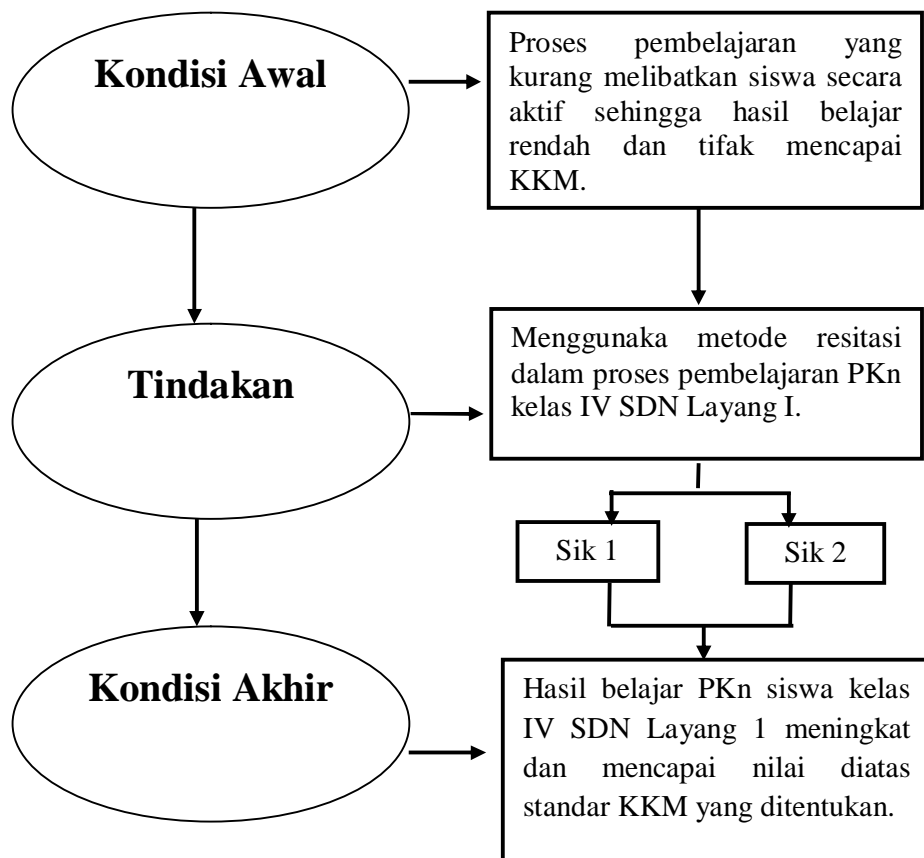 Kondisi Awal
Proses pembelajaran yang
kurang melibatkan siswa secara
aktif sehingga hasil belajar
rendah dan tifak mencapai
KKM.
Tindakan
Menggunaka metode resitasi
dalam proses pembelajaran PKn
kelas IV SDN Layang I.
Sik 1
Sik 2
Kondisi Akhir
Hasil belajar PKn siswa kelas
IV SDN Layang 1 meningkat
dan mencapai nilai diatas
standar KKM yang ditentukan.